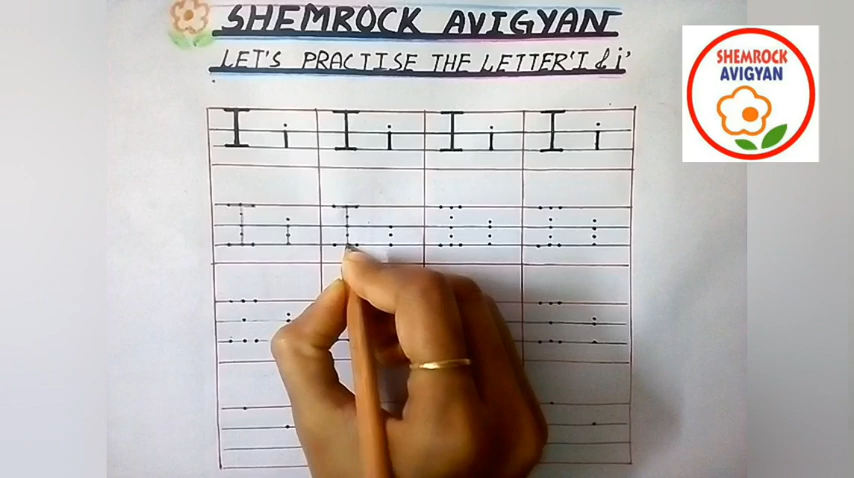 SHEMROCK AVIGYAN
LET'S PRACTISE THE LETTER 'I & i'
SHEMROCK
AVIGYAN
I i I i I i I i
I i I i I i I i